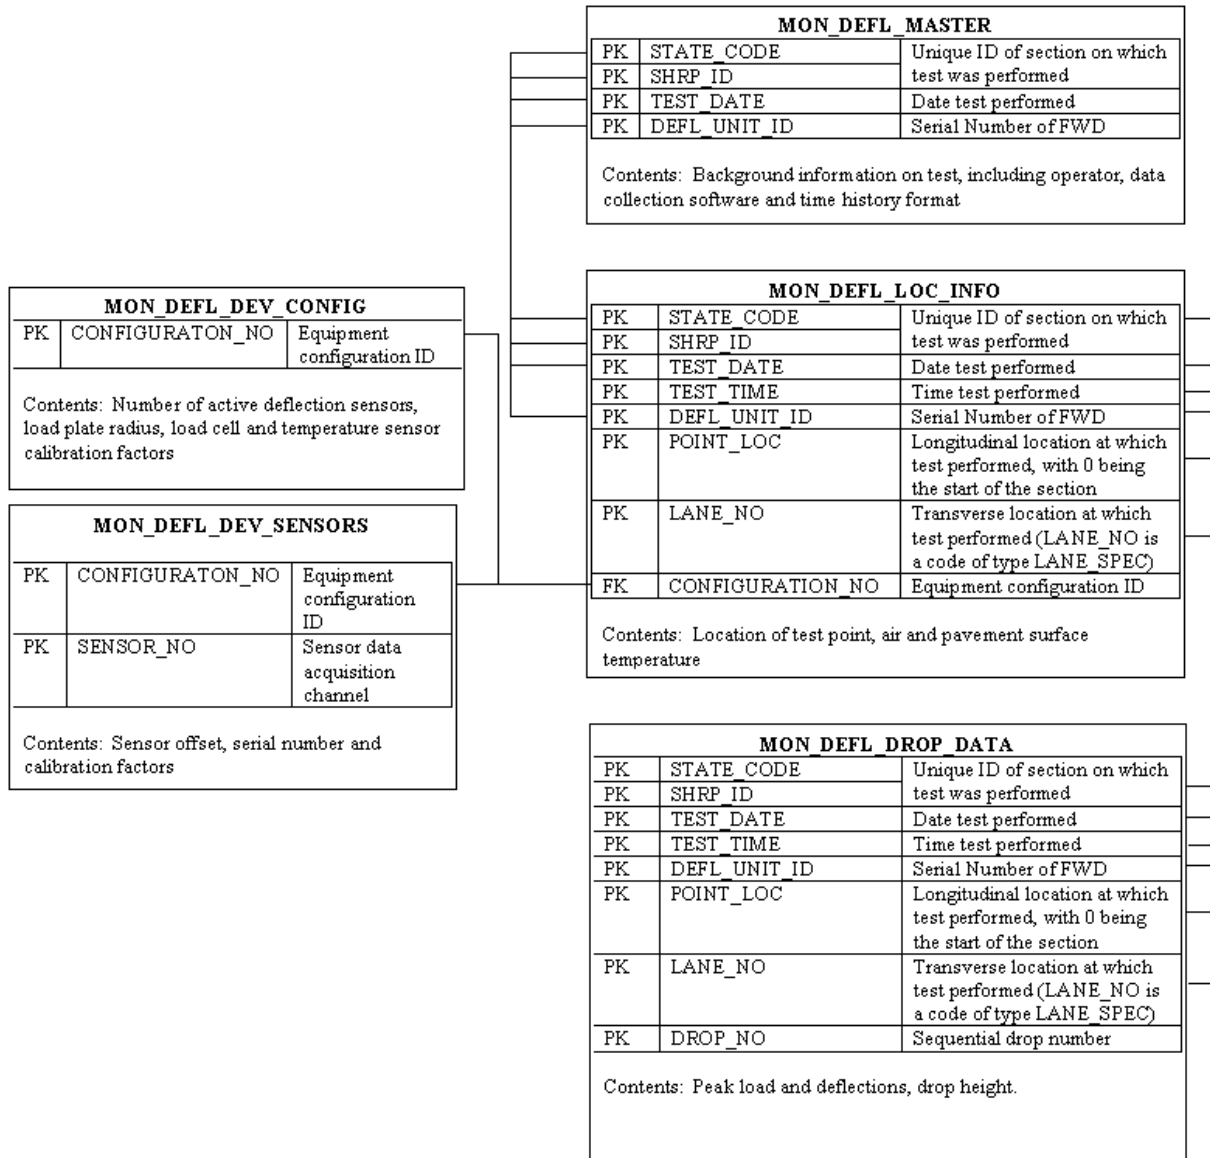 MON_DEFL_MASTER
PK STATE_CODE Unique ID of section on which
PK SHRP_ID test was performed
PK TEST_DATE Date test performed
PK DEFL_UNIT_ID Serial Number of FWD
Contents: Background information on test, including operator, data
collection software and time history format
MON_DEFL_DEV_CONFIG
PK CONFIGURATON_NO Equipment
configuration ID
Contents: Number of active deflection sensors,
load plate radius, load cell and temperature sensor
calibration factors
MON_DEFL_DEV_SENSORS
PK CONFIGURATON_NO Equipment
configuration
ID
PK SENSOR_NO Sensor data
acquisition
channel
Contents: Sensor offset, serial number and
calibration factors
MON_DEFL_LOC_INFO
PK STATE_CODE Unique ID of section on which
PK SHRP_ID test was performed
PK TEST_DATE Date test performed
PK TEST_TIME Time test performed
PK DEFL_UNIT_ID Serial Number of FWD
PK POINT_LOC Longitudinal location at which
test performed, with 0 being
the start of the section
PK LANE_NO Transverse location at which
test performed (LANE_NO is
a code of type LANE_SPEC)
FK CONFIGURATION_NO Equipment configuration ID
Contents: Location of test point, air and pavement surface
temperature
MON_DEFL_DROP_DATA
PK STATE_CODE Unique ID of section on which
PK SHRP_ID test was performed
PK TEST_DATE Date test performed
PK TEST_TIME Time test performed
PK DEFL_UNIT_ID Serial Number of FWD
PK POINT_LOC Longitudinal location at which
test performed, with 0 being
the start of the section
PK LANE_NO Transverse location at which
test performed (LANE_NO is
a code of type LANE_SPEC)
PK DROP_NO Sequential drop number
Contents: Peak load and deflections, drop height.